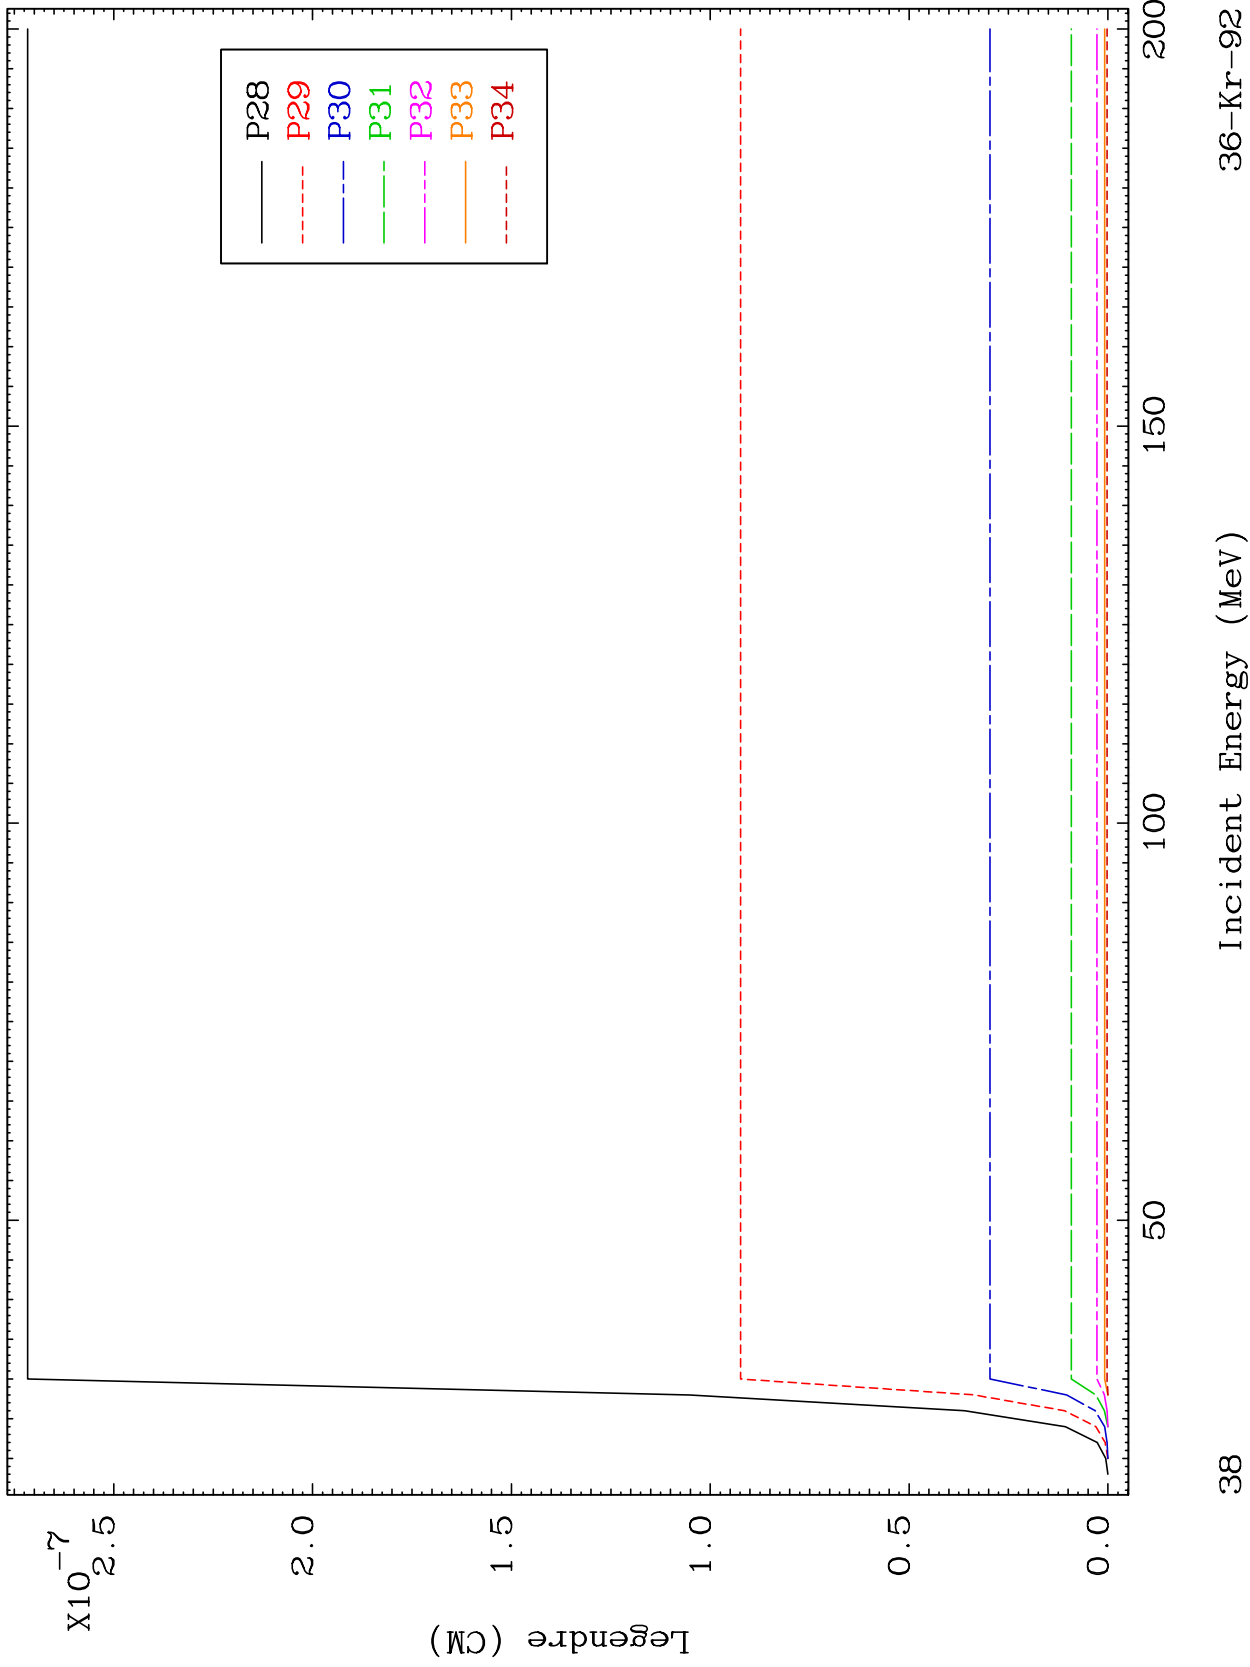 X10-7
2.5
2.0
1.5
1.0
0.5
0.0
Legendre (CM)
P28
P29
P30
P31
P32
P33
P34
50
100
150
200
38
Incident Energy (MeV)
36-Kr-92